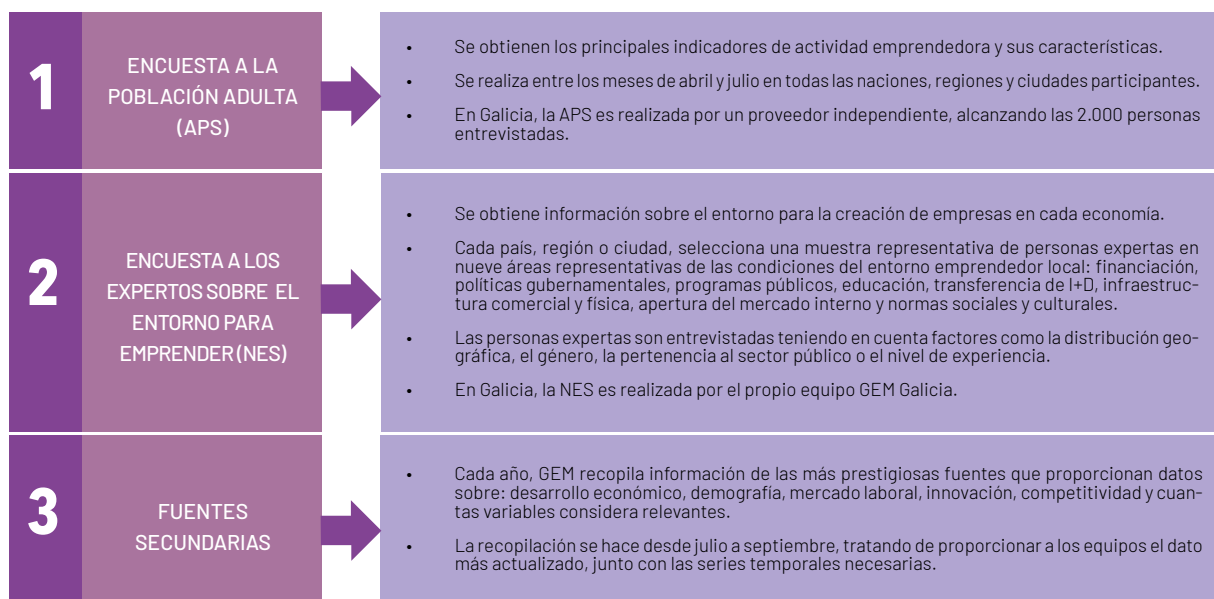 1
ENCUESTA A LA
POBLACIÓN ADULTA
(APS)
• Se obtienen los principales indicadores de actividad emprendedora y sus características.
• Se realiza entre los meses de abril y julio en todas las naciones, regiones y ciudades participantes.
• En Galicia, la APS es realizada por un proveedor independiente, alcanzando las 2.000 personas
entrevistadas.
2
ENCUESTA A LOS
EXPERTOS SOBRE EL
ENTORNO PARA
EMPRENDER (NES)
• Se obtiene información sobre el entorno para la creación de empresas en cada economía.
• Cada país, región o ciudad, selecciona una muestra representativa de personas expertas en
nueve áreas representativas de las condiciones del entorno emprendedor local: financiación,
políticas gubernamentales, programas públicos, educación, transferencia de I+D, infraestruc-
tura comercial y física, apertura del mercado interno y normas sociales y culturales.
• Las personas expertas son entrevistadas teniendo en cuenta factores como la distribución geo-
gráfica, el género, la pertenencia al sector público o el nivel de experiencia.
• En Galicia, la NES es realizada por el propio equipo GEM Galicia.
3
FUENTES
SECUNDARIAS
• Cada año, GEM recopila información de las más prestigiosas fuentes que proporcionan datos
sobre: desarrollo económico, demografía, mercado laboral, innovación, competitividad y cuan-
tas variables considera relevantes.
• La recopilación se hace desde julio a septiembre, tratando de proporcionar a los equipos el dato
más actualizado, junto con las series temporales necesarias.